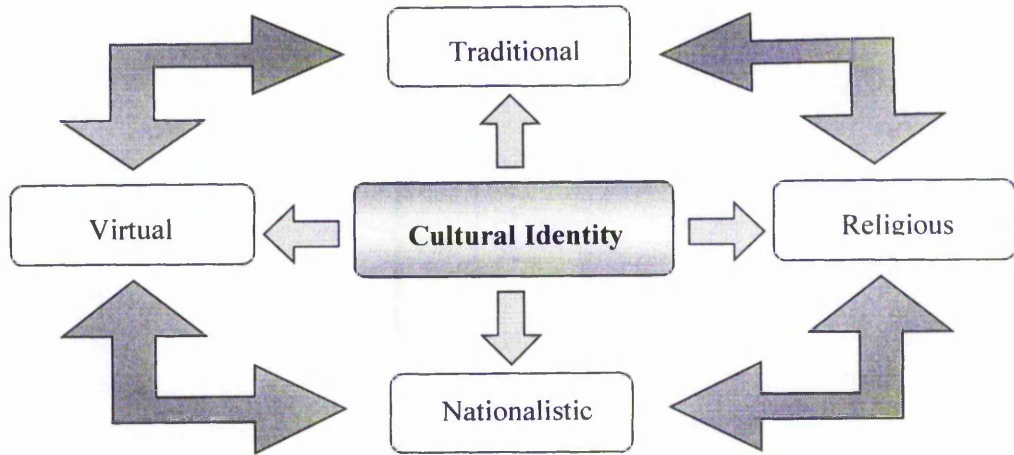 Traditional
Virtual
Cultural Identity
Religious
Nationalistic